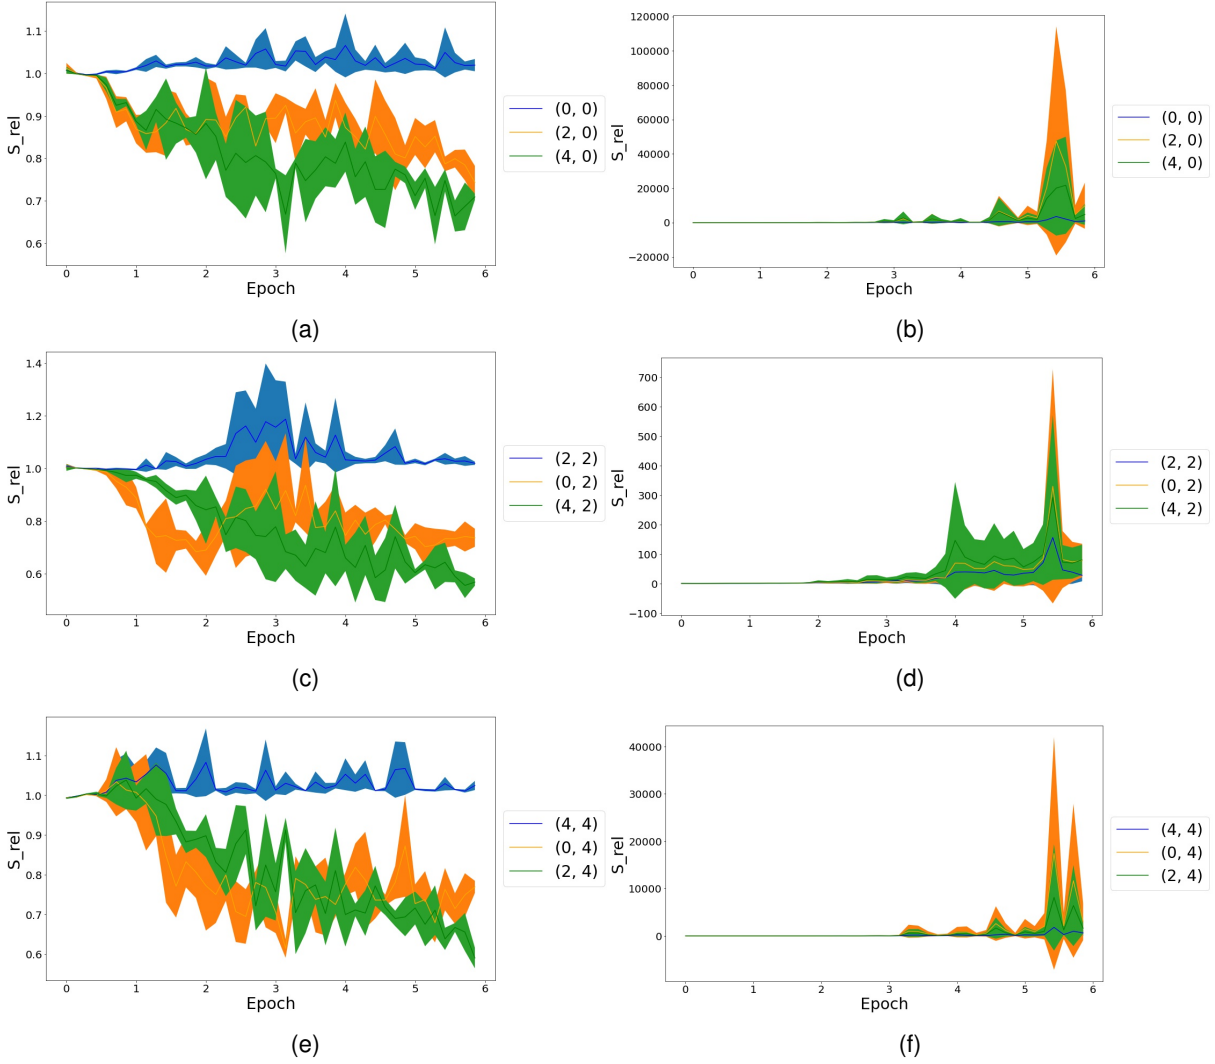 1.1
1.0
0.9
0.8
0.7
0.6
S_rel
0 1 2 3 4 5 6
Epoch
(0, 0)
(2, 0)
(4, 0)
(a)
120000
100000
80000
60000
40000
20000
0
−20000
S_rel
0 1 2 3 4 5 6
Epoch
(0, 0)
(2, 0)
(4, 0)
(b)
1.4
1.2
1.0
0.8
0.6
S_rel
0 1 2 3 4 5 6
Epoch
(2, 2)
(0, 2)
(4, 2)
(c)
700
600
500
400
300
200
100
0
−100
S_rel
0 1 2 3 4 5 6
Epoch
(2, 2)
(0, 2)
(4, 2)
(d)
1.1
1.0
0.9
0.8
0.7
0.6
S_rel
0 1 2 3 4 5 6
Epoch
(4, 4)
(0, 4)
(2, 4)
(e)
40000
30000
20000
10000
0
S_rel
0 1 2 3 4 5 6
Epoch
(4, 4)
(0, 4)
(2, 4)
(f)